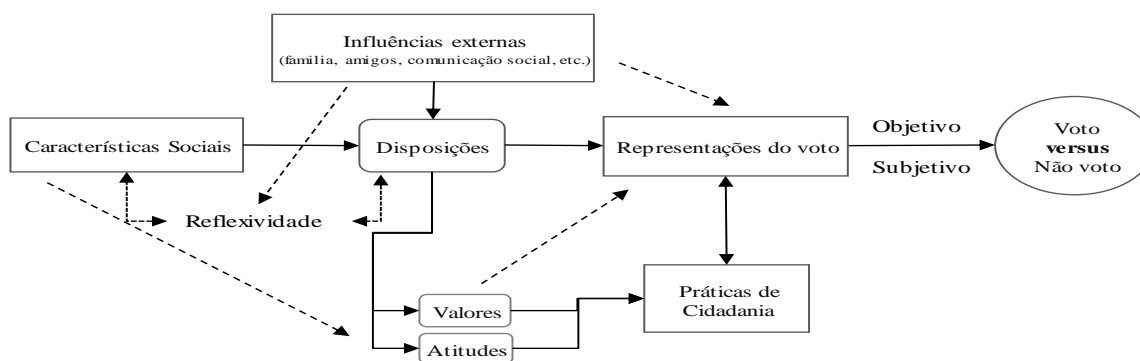 Influências externas
(familia, amigos, comunicação social, etc.)
Características Sociais
Disposições
Representações do voto
Objetivo
Subjetivo
Voto
versus
Não voto
Reflexividade
Valores
Atitudes
Práticas de
Cidadania